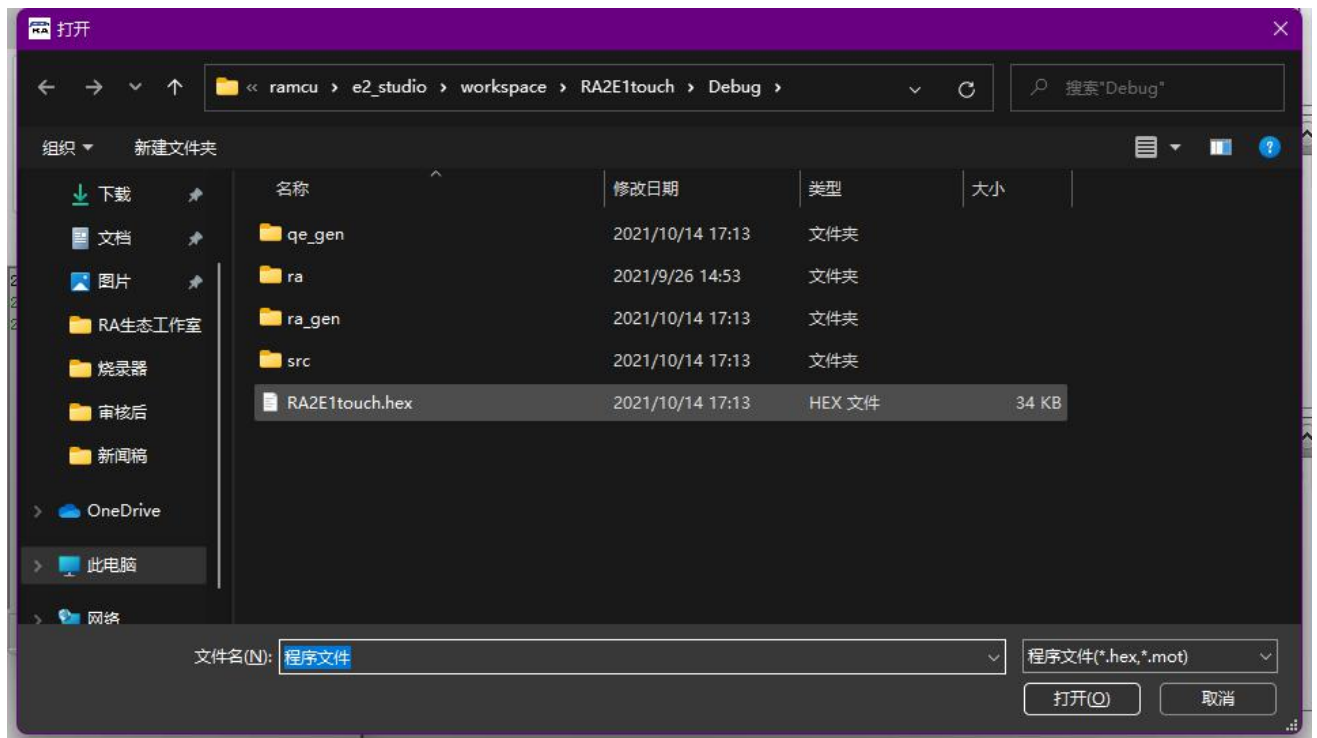 RA 打开
« ramcu › e2_studio › workspace › RA2E1touch › Debug ›
搜索"Debug"
组织 新建文件夹
名称 修改日期 类型 大小
下载
文档
图片
RA生态工作室
烧录器
审核后
新闻稿
OneDrive
此电脑
网络
qe_gen 2021/10/14 17:13 文件夹
ra 2021/9/26 14:53 文件夹
ra_gen 2021/10/14 17:13 文件夹
src 2021/10/14 17:13 文件夹
RA2E1touch.hex 2021/10/14 17:13 HEX 文件 34 KB
文件名(N): 程序文件 程序文件(*.hex,*.mot)
打开(O) 取消